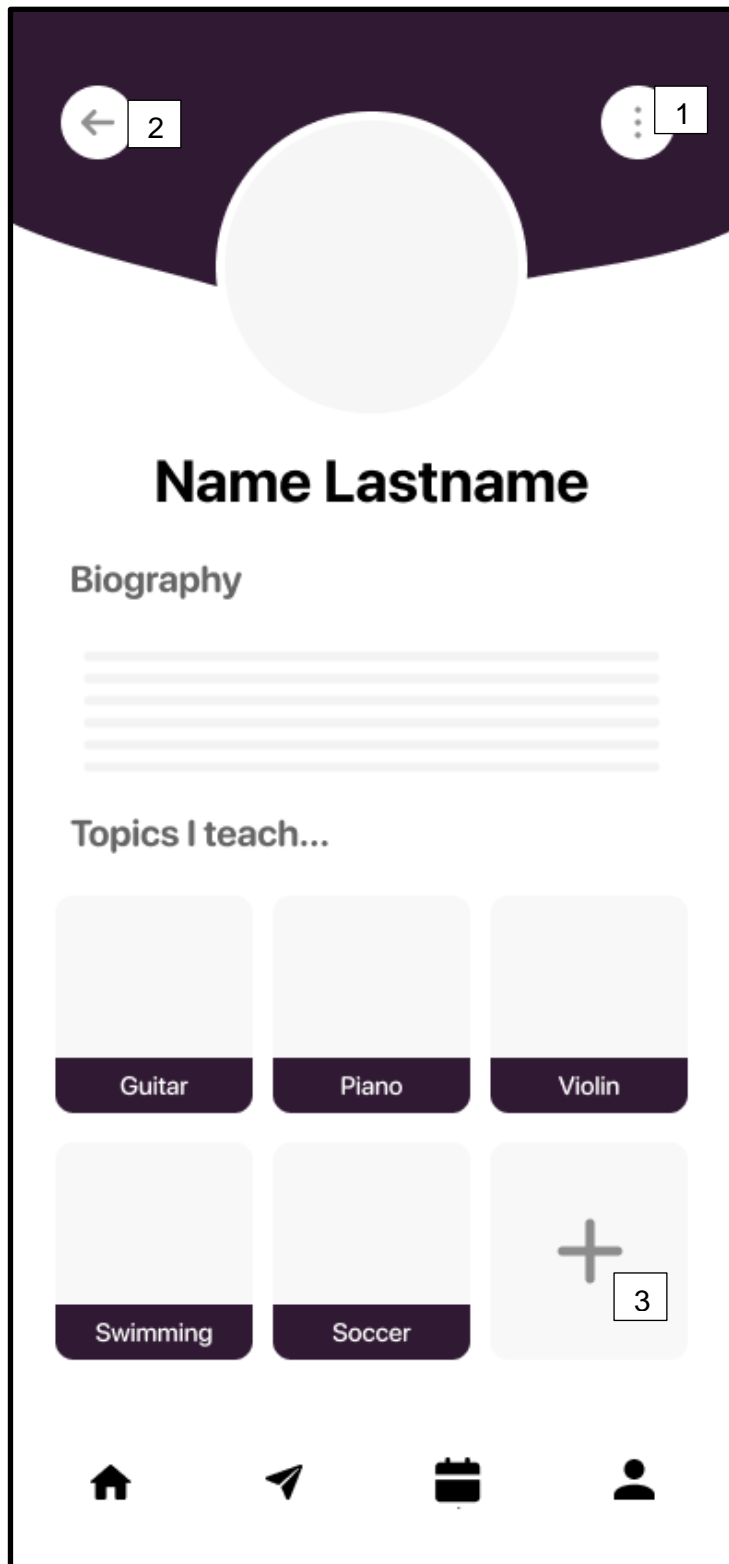 2
1
Name Lastname
Biography
Topics I teach...
Guitar
Piano
Violin
Swimming
Soccer
3